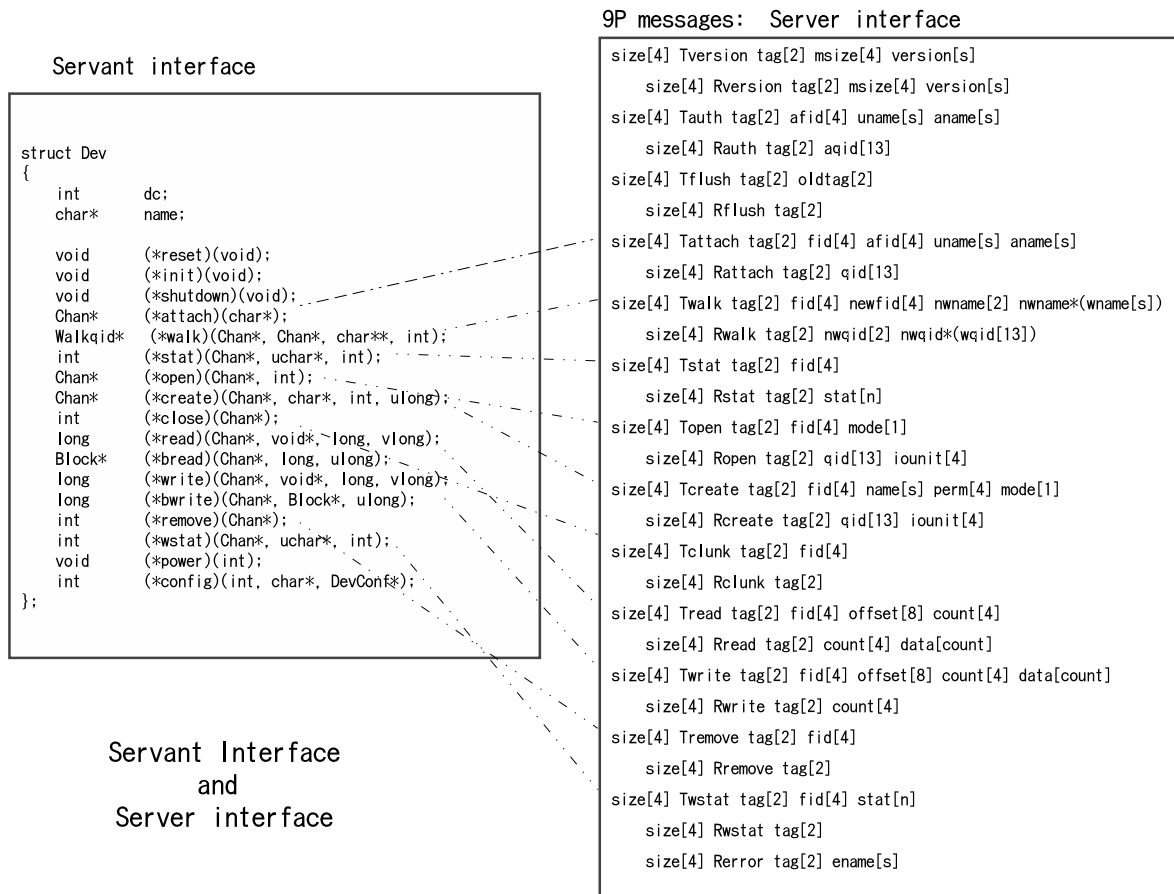 Servant interface
struct Dev
{
int dc;
char* name;
void (*reset)(void);
void (*init)(void);
void (*shutdown)(void);
Chan* (*attach)(char*);
Walkqid* (*walk)(Chan*, Chan*, char**, int);
int (*stat)(Chan*, uchar*, int);
Chan* (*open)(Chan*, int);
Chan* (*create)(Chan*, char*, int, ulong);
int (*close)(Chan*);
long (*read)(Chan*, void*, long, vlong);
Block* (*bread)(Chan*, long, ulong);
long (*write)(Chan*, void*, long, vlong);
long (*bwrite)(Chan*, Block*, ulong);
int (*remove)(Chan*);
int (*wstat)(Chan*, uchar*, int);
void (*power)(int);
int (*config)(int, char*, DevConf*);
};
Servant Interface
and
Server interface
9P messages: Server interface
size[4] Tversion tag[2] msize[4] version[s]
size[4] Rversion tag[2] msize[4] version[s]
size[4] Tauth tag[2] afid[4] uname[s] aname[s]
size[4] Rauth tag[2] aqid[13]
size[4] Tflush tag[2] oldtag[2]
size[4] Rflush tag[2]
size[4] Tattach tag[2] fid[4] afid[4] uname[s] aname[s]
size[4] Rattach tag[2] qid[13]
size[4] Twalk tag[2] fid[4] newfid[4] nwname[2] nwname*(wname[s])
size[4] Rwalk tag[2] nwqid[2] nwqid*(wqid[13])
size[4] Tstat tag[2] fid[4]
size[4] Rstat tag[2] stat[n]
size[4] Topen tag[2] fid[4] mode[1]
size[4] Ropen tag[2] qid[13] iounit[4]
size[4] Tcreate tag[2] fid[4] name[s] perm[4] mode[1]
size[4] Rcreate tag[2] qid[13] iounit[4]
size[4] Tclunk tag[2] fid[4]
size[4] Rclunk tag[2]
size[4] Tread tag[2] fid[4] offset[8] count[4]
size[4] Rread tag[2] count[4] data[count]
size[4] Twrite tag[2] fid[4] offset[8] count[4] data[count]
size[4] Rwrite tag[2] count[4]
size[4] Tremove tag[2] fid[4]
size[4] Rremove tag[2]
size[4] Twstat tag[2] fid[4] stat[n]
size[4] Rwstat tag[2]
size[4] Rerror tag[2] ename[s]